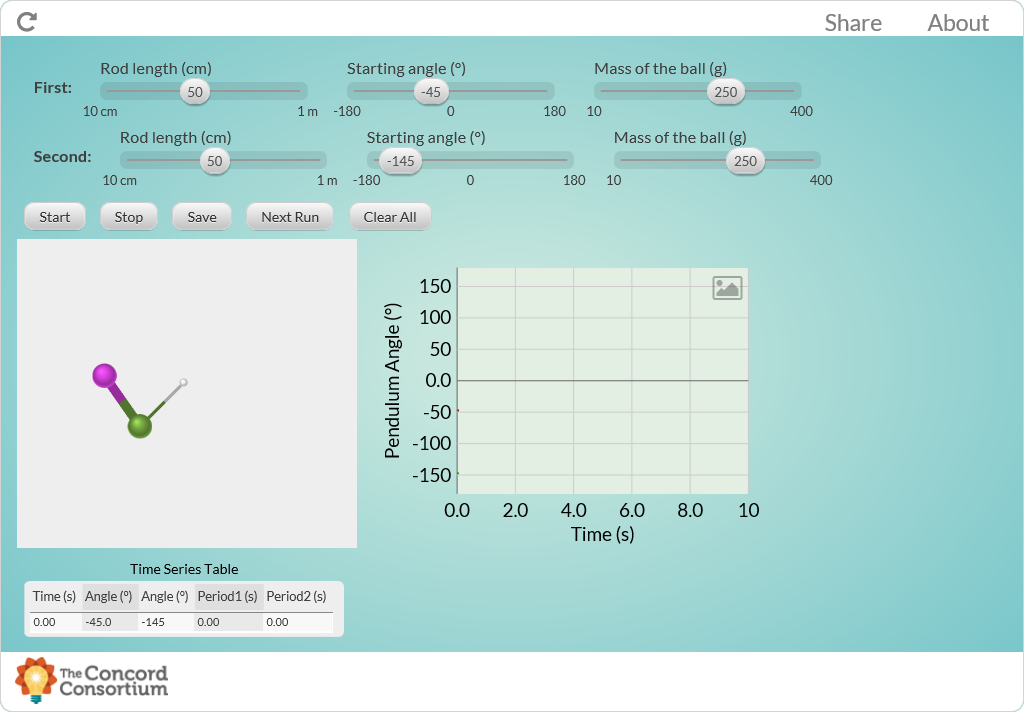 Share About
First: Rod length (cm) Starting angle (º) Mass of the ball (g)
50 -45 250
10 cm 1 m -180 0 180 10 400
Second: Rod length (cm) Starting angle (º) Mass of the ball (g)
50 -145 250
10 cm 1 m -180 0 180 10 400
Start Stop Save Next Run Clear All
Pendulum Angle (º)
150
100
50
0.0
-50
-100
-150
0.0 2.0 4.0 6.0 8.0 10
Time (s)
Time Series Table
Time (s) Angle (º) Angle (º) Period1 (s) Period2 (s)
0.00 -45.0 -145 0.00 0.00
The Concord
Consortium